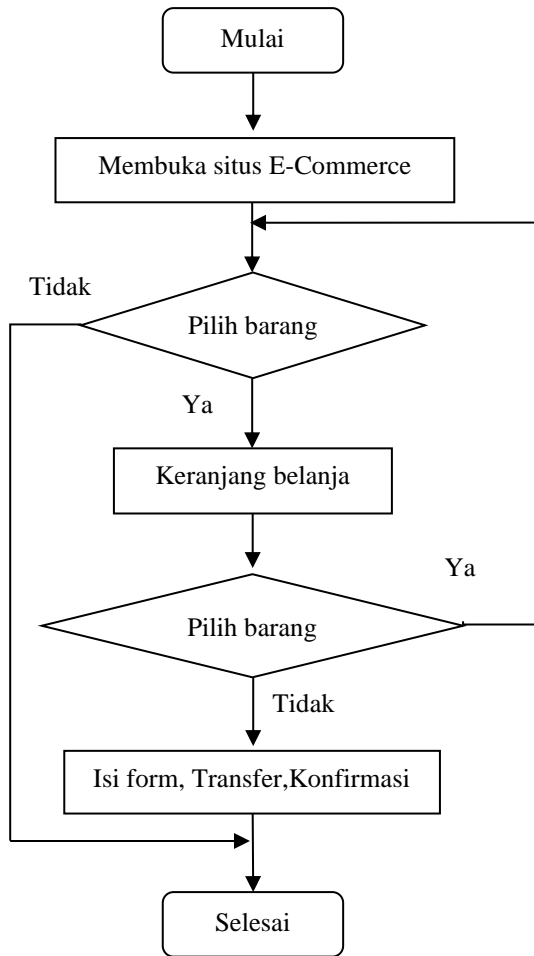 Mulai
Membuka situs E-Commerce
Tidak
Pilih barang
Ya
Keranjang belanja
Ya
Pilih barang
Tidak
Isi form, Transfer,Konfirmasi
Selesai